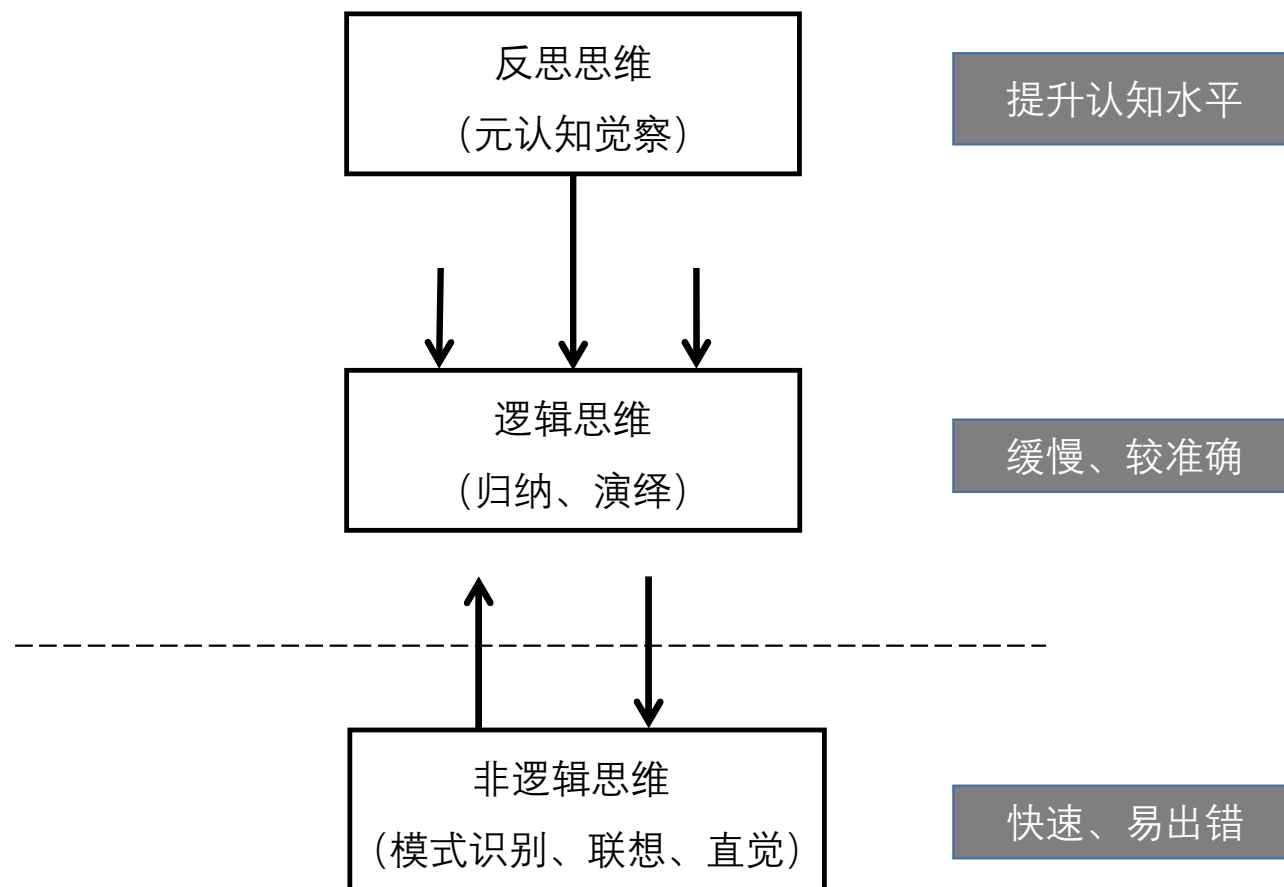 反思思维
(元认知觉察)
提升认知水平
逻辑思维
(归纳、演绎)
缓慢、较准确
非逻辑思维
(模式识别、联想、直觉)
快速、易出错